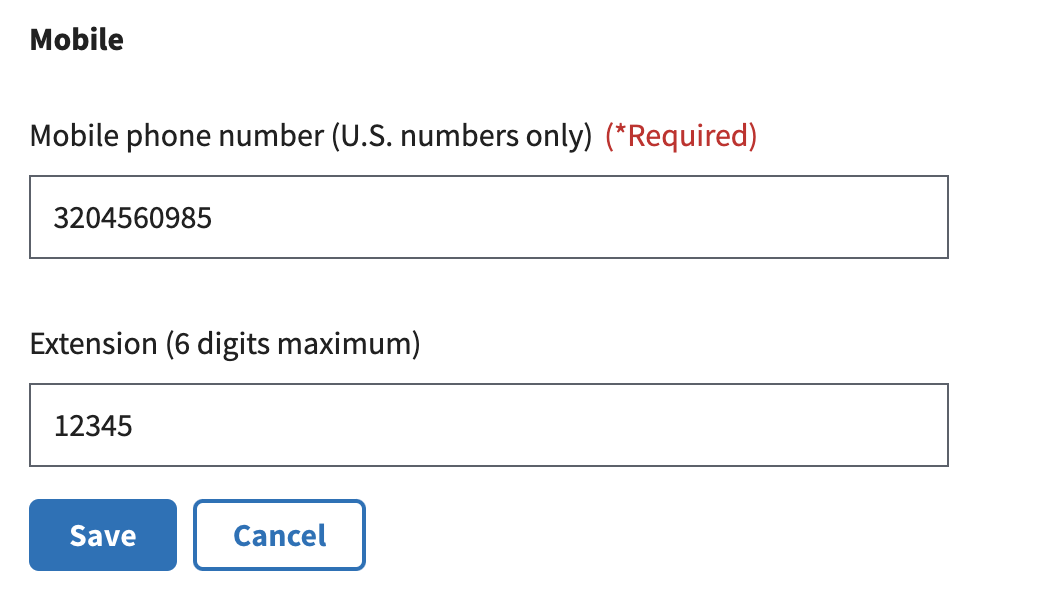 Mobile
Mobile phone number (U.S. numbers only) (*Required)
3204560985
Extension (6 digits maximum)
12345
Save Cancel